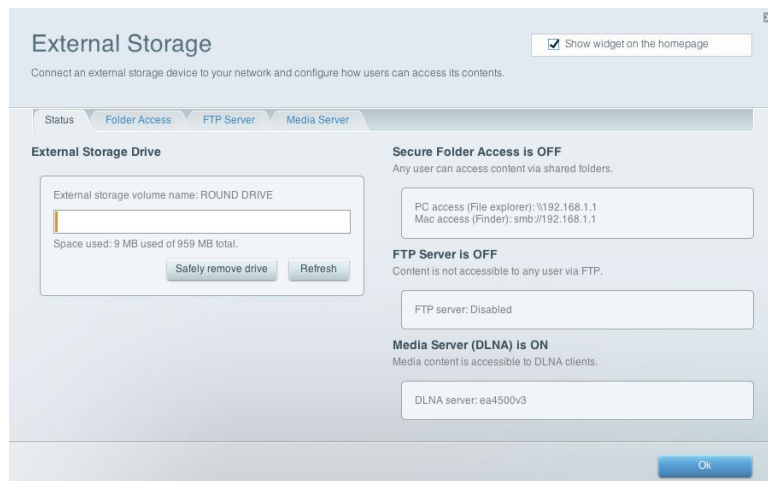 External Storage
Show widget on the homepage
Connect an external storage device to your network and configure how users can access its contents.
Status
Folder Access
FTP Server
Media Server
External Storage Drive
External storage volume name: ROUND DRIVE
Space used: 9 MB used of 959 MB total.
Safely remove drive
Refresh
Secure Folder Access is OFF
Any user can access content via shared folders.
PC access (File explorer): \\192.168.1.1
Mac access (Finder): smb://192.168.1.1
FTP Server is OFF
Content is not accessible to any user via FTP.
FTP server: Disabled
Media Server (DLNA) is ON
Media content is accessible to DLNA clients.
DLNA server: ea4500v3
Ok